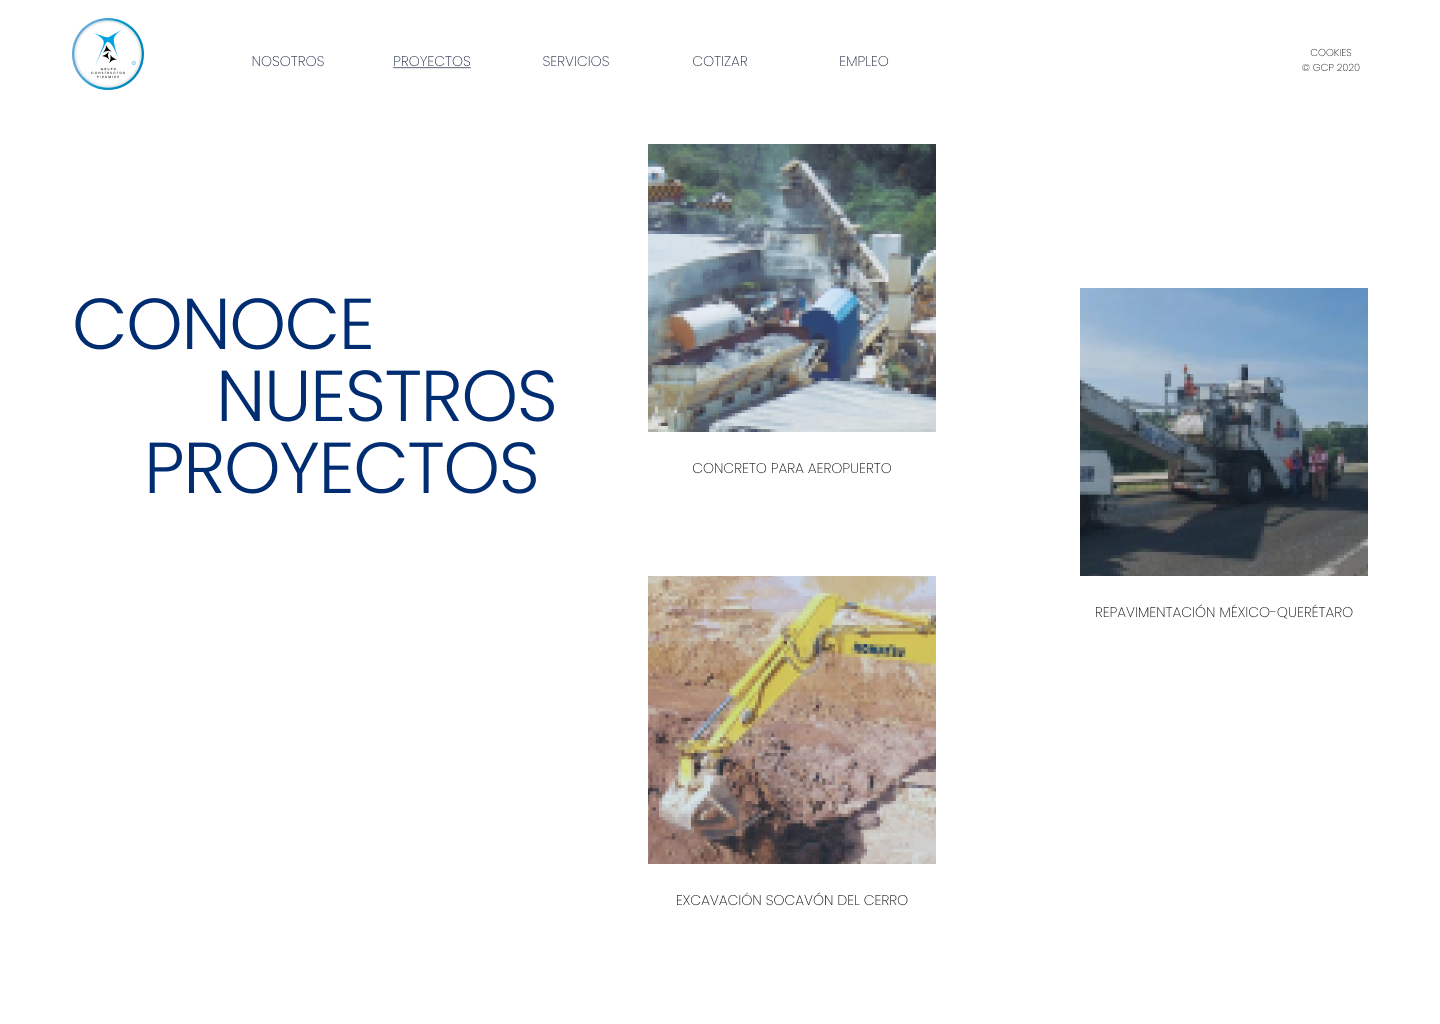 GRUPO
CONSTRUCTOR
PIRÁMIDE
NOSOTROS
PROYECTOS
SERVICIOS
COTIZAR
EMPLEO
COOKIES
© GCP 2020
CONOCE
NUESTROS
PROYECTOS
CONCRETO PARA AEROPUERTO
REPAVIMENTACIÓN MÉXICO-QUERÉTARO
KOMATSU
EXCAVACIÓN SOCAVÓN DEL CERRO